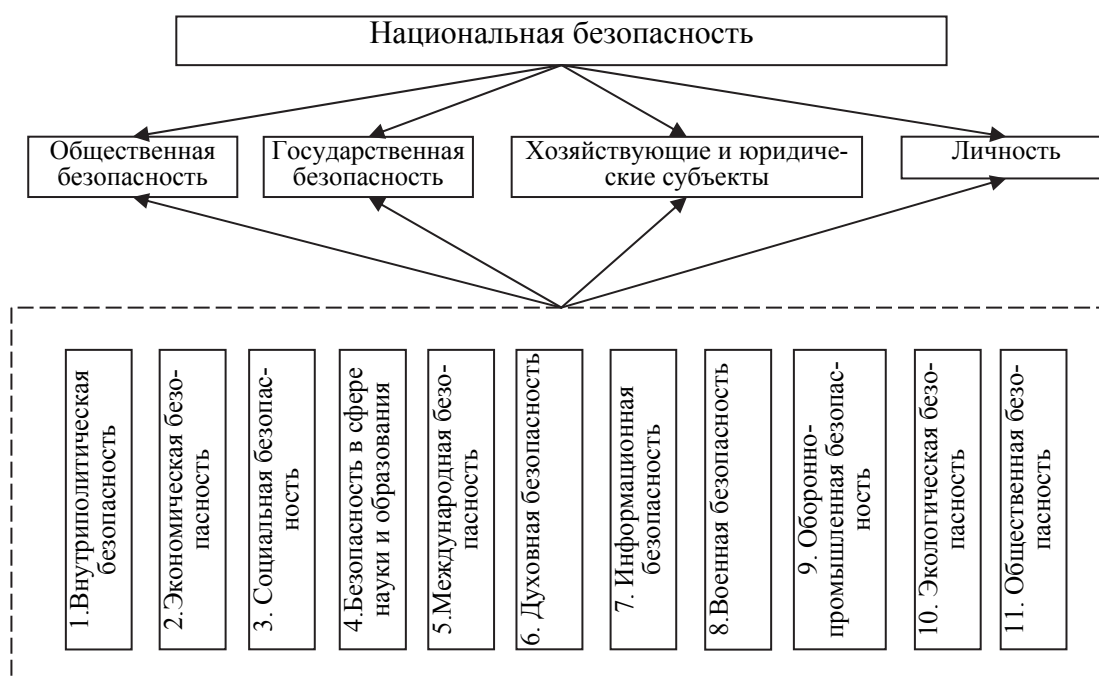 Национальная безопасность
Общественная
безопасность
Государственная
безопасность
Хозяйствующие и юридиче-
ские субъекты
Личность
1.Внутриполитическая
безопасность
2.Экономическая безо-
пасность
3. Социальная безопас-
ность
4.Безопасность в сфере
науки и образования
5.Международная безо-
пасность
6. Духовная безопасность
7. Информационная
безопасность
8.Военная безопасность
9. Оборонно-
промышленная безопас-
ность
10. Экологическая безо-
пасность
11. Общественная безо-
пасность